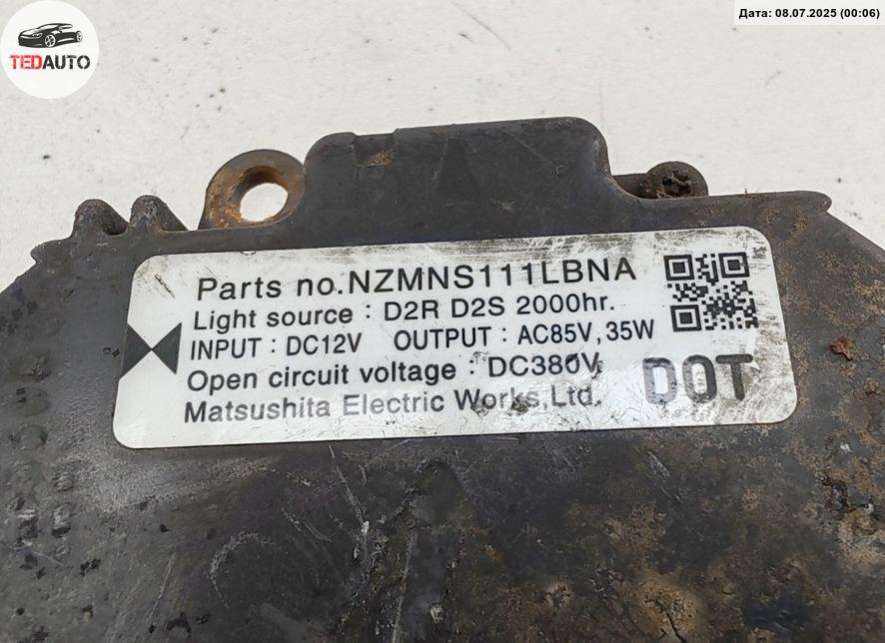 Дата: 08.07.2025 (00:06)
TEDAUTO
Parts no.NZMNS111LBNA
Light source : D2R D2S 2000hr.
INPUT : DC12V OUTPUT : AC85V, 35W
Open circuit voltage : DC380V
DOT
Matsushita Electric Works,Ltd.